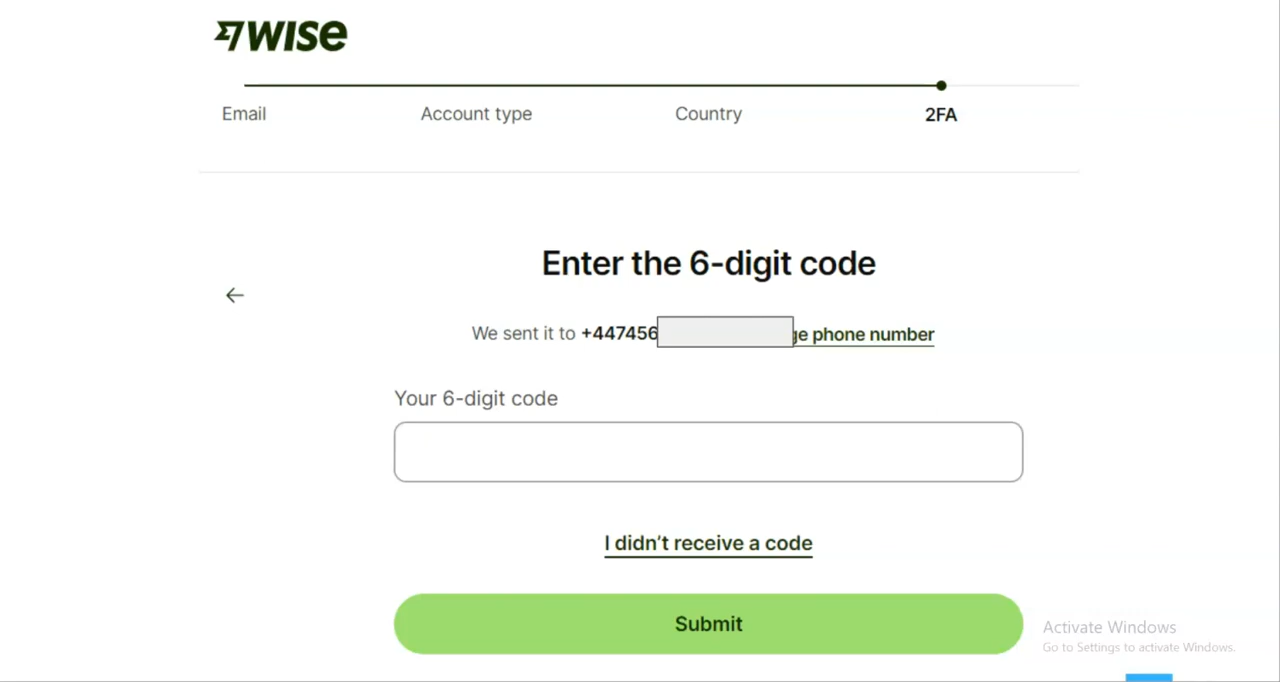 WISE
Email Account type Country 2FA
Enter the 6-digit code
We sent it to +447456 ge phone number
Your 6-digit code
I didn't receive a code
Submit
Activate Windows
Go to Settings to activate Windows.